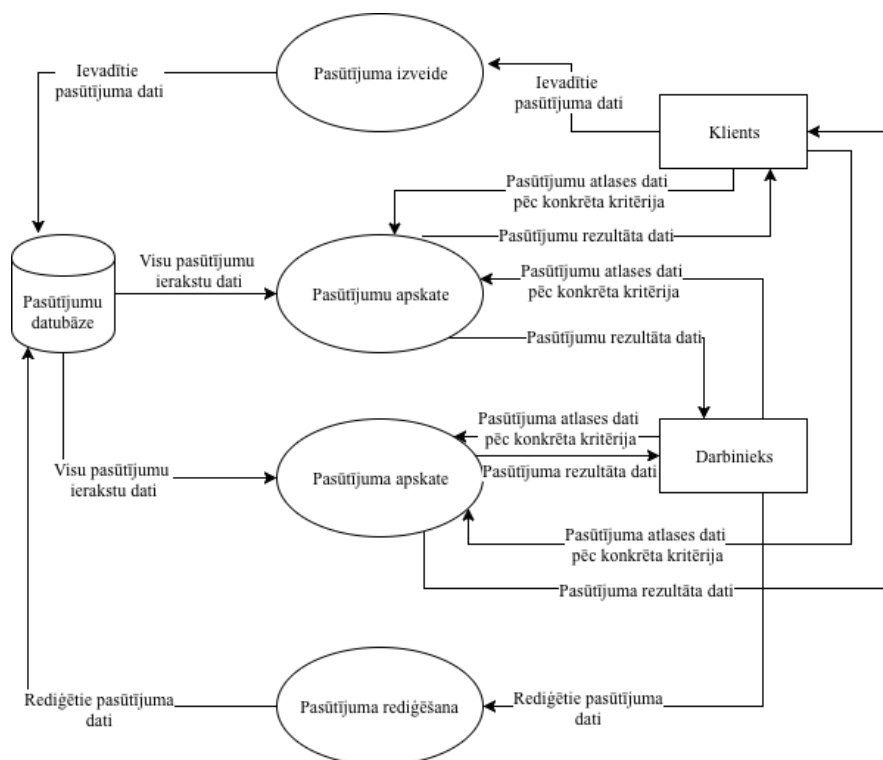 Ievadītie
pasūtījuma dati
Pasūtījuma izveide
Ievadītie
pasūtījuma dati
Klients
Pasūtījumu atlases dati
pēc konkrēta kritērija
Pasūtījumu rezultāta dati
Pasūtījumu
datubāze
Visu pasūtījumu
ierakstu dati
Pasūtījumu apskate
Pasūtījumu atlases dati
pēc konkrēta kritērija
Pasūtījumu rezultāta dati
Visu pasūtījumu
ierakstu dati
Pasūtījuma apskate
Pasūtījuma atlases dati
pēc konkrēta kritērija
Pasūtījuma rezultāta dati
Darbinieks
Pasūtījuma atlases dati
pēc konkrēta kritērija
Pasūtījuma rezultāta dati
Rediģētie pasūtījuma
dati
Pasūtījuma rediģēšana
Rediģētie pasūtījuma
dati